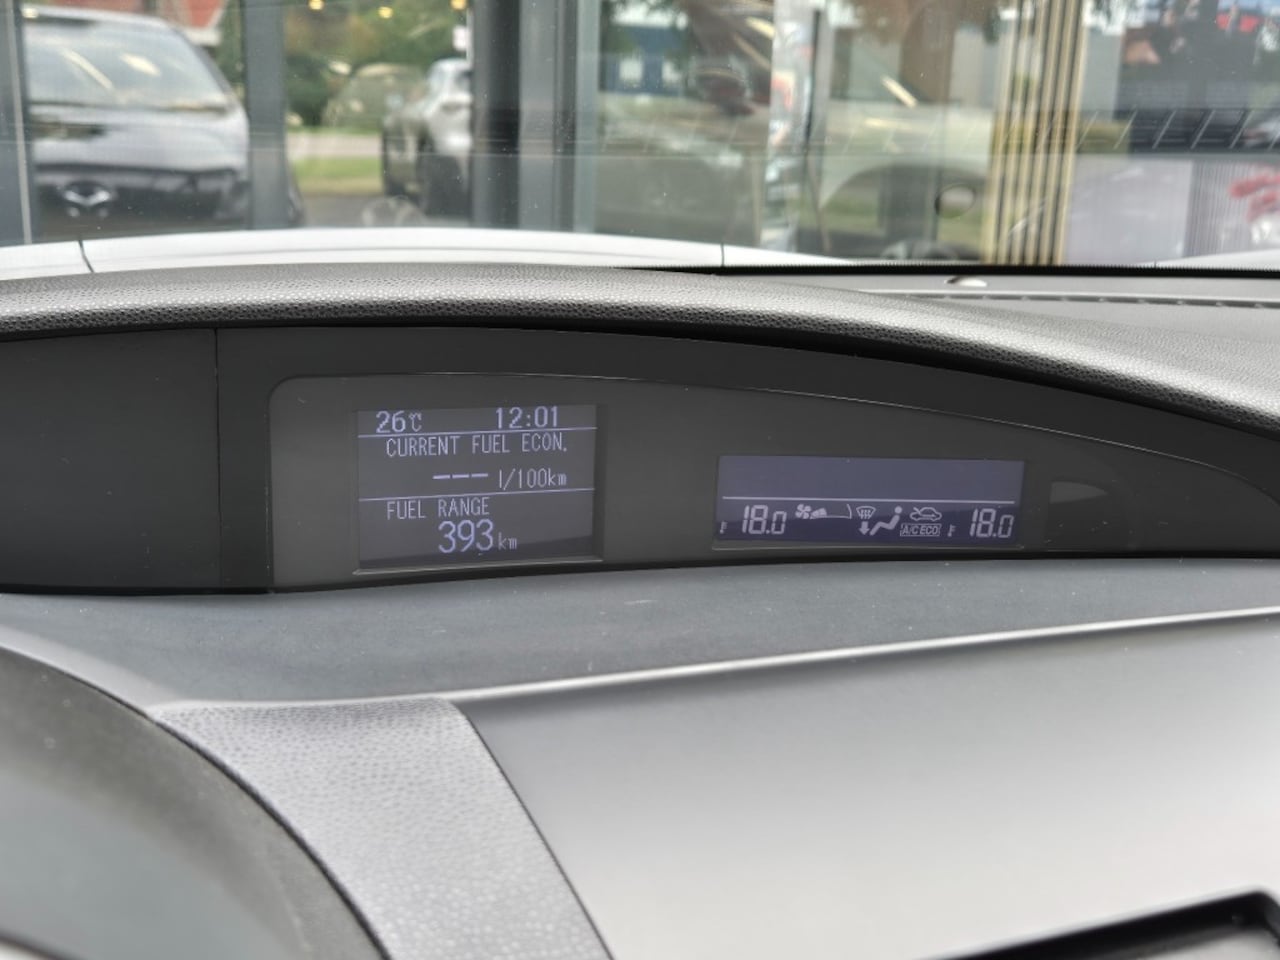 26℃ 12:01
CURRENT FUEL ECON.
--- l/100km
FUEL RANGE
393km
18.0 A/C ECO 18.0